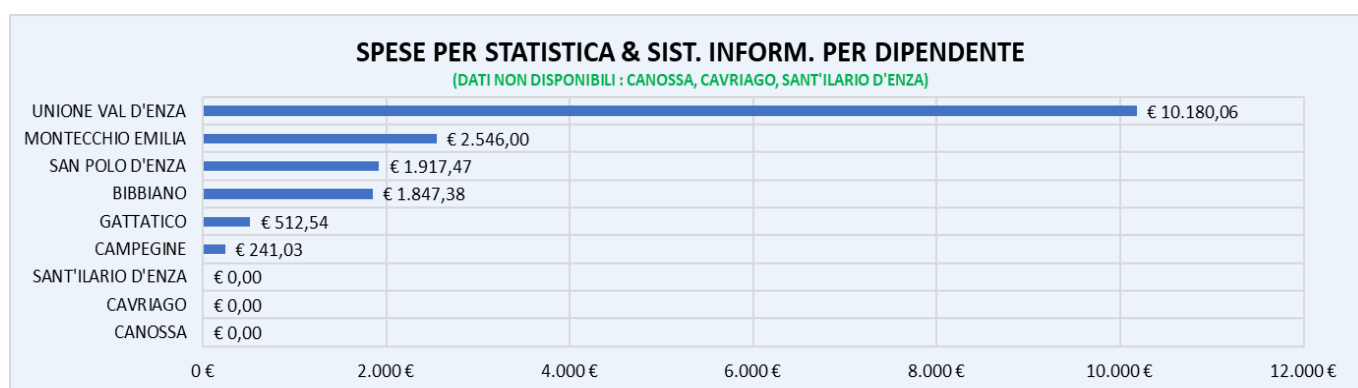 SPESE PER STATISTICA & SIST. INFORM. PER DIPENDENTE
(DATI NON DISPONIBILI : CANOSSA, CAVRIAGO, SANT'ILARIO D'ENZA)
UNIONE VAL D'ENZA € 10.180,06
MONTECCHIO EMILIA € 2.546,00
SAN POLO D'ENZA € 1.917,47
BIBBIANO € 1.847,38
GATTATICO € 512,54
CAMPEGINE € 241,03
SANT'ILARIO D'ENZA € 0,00
CAVRIAGO € 0,00
CANOSSA € 0,00
0 € 2.000 € 4.000 € 6.000 € 8.000 € 10.000 € 12.000 €